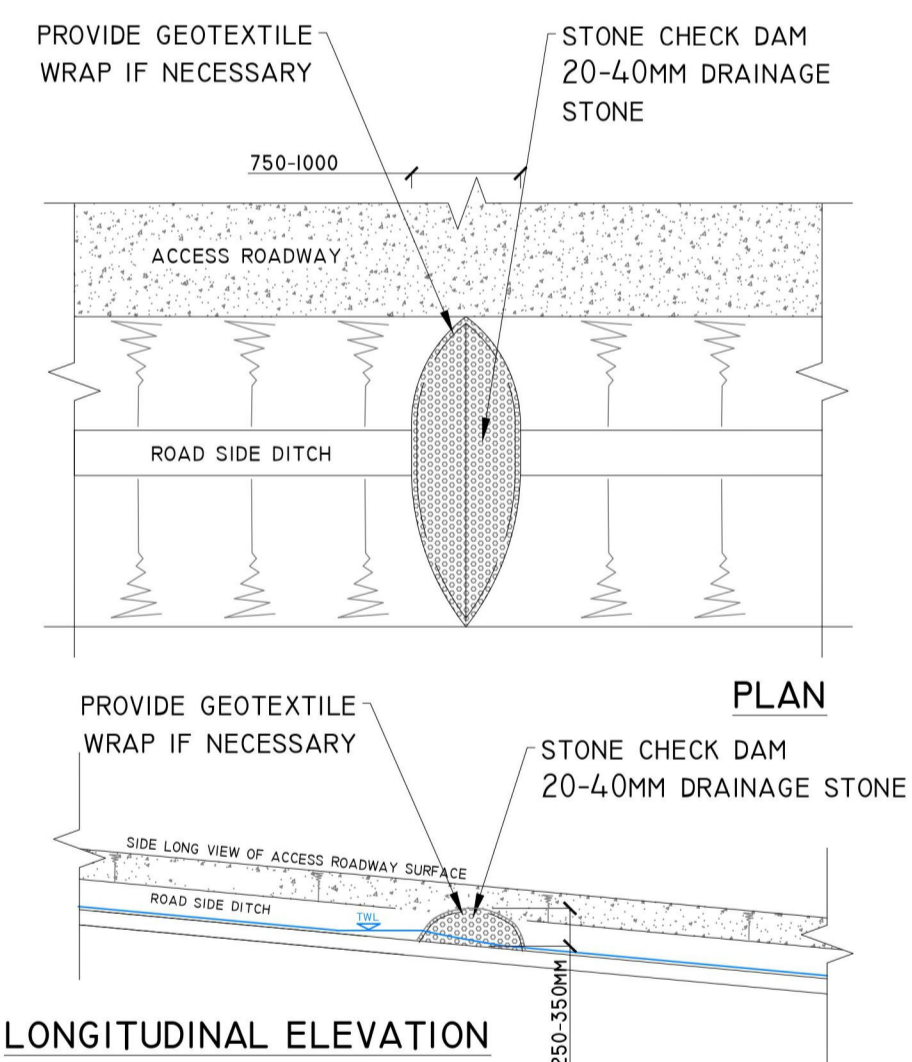 PROVIDE GEOTEXTILE
WRAP IF NECESSARY
STONE CHECK DAM
20-40MM DRAINAGE
STONE
750-1000
ACCESS ROADWAY
ROAD SIDE DITCH
PLAN
PROVIDE GEOTEXTILE
WRAP IF NECESSARY
STONE CHECK DAM
20-40MM DRAINAGE STONE
SIDE LONG VIEW OF ACCESS ROADWAY SURFACE
ROAD SIDE DITCH
TWL
250-350MM
LONGITUDINAL ELEVATION